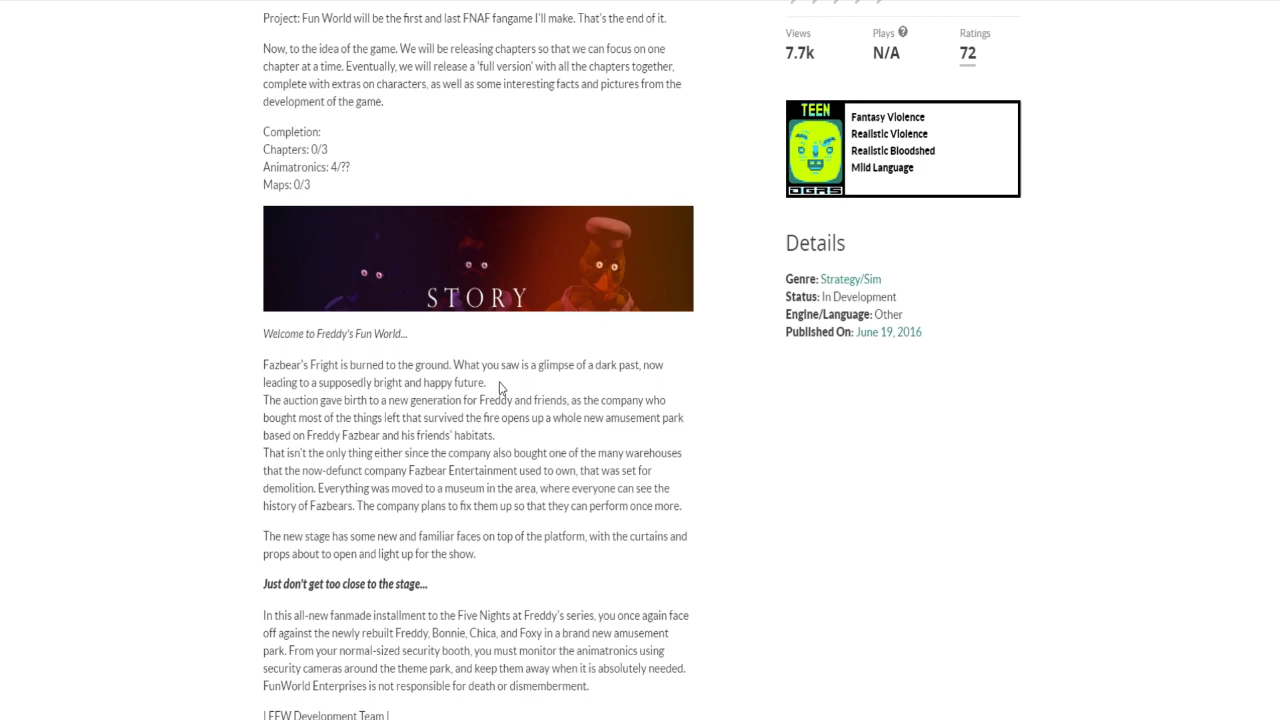 Project: Fun World will be the first and last FNAF fangame I'll make. That's the end of it.
Now, to the idea of the game. We will be releasing chapters so that we can focus on one
chapter at a time. Eventually, we will release a 'full version' with all the chapters together,
complete with extras on characters, as well as some interesting facts and pictures from the
development of the game.
Completion:
Chapters: 0/3
Animatronics: 4/??
Maps: 0/3
STORY
Welcome to Freddy's Fun World...
Fazbear's Fright is burned to the ground. What you saw is a glimpse of a dark past, now
leading to a supposedly bright and happy future.
The auction gave birth to a new generation for Freddy and friends, as the company who
bought most of the things left that survived the fire opens up a whole new amusement park
based on Freddy Fazbear and his friends' habitats.
That isn't the only thing either since the company also bought one of the many warehouses
that the now-defunct company Fazbear Entertainment used to own, that was set for
demolition. Everything was moved to a museum in the area, where everyone can see the
history of Fazbears. The company plans to fix them up so that they can perform once more.
The new stage has some new and familiar faces on top of the platform, with the curtains and
props about to open and light up for the show.
Just don't get too close to the stage...
In this all-new fanmade installment to the Five Nights at Freddy's series, you once again face
off against the newly rebuilt Freddy, Bonnie, Chica, and Foxy in a brand new amusement
park. From your normal-sized security booth, you must monitor the animatronics using
security cameras around the theme park, and keep them away when it is absolutely needed.
FunWorld Enterprises is not responsible for death or dismemberment.
| FFW Development Team |
Views
Plays ?
Ratings
7.7k
N/A
72
TEEN
DGRS
Fantasy Violence
Realistic Violence
Realistic Bloodshed
Mild Language
Details
Genre: Strategy/Sim
Status: In Development
Engine/Language: Other
Published On: June 19, 2016